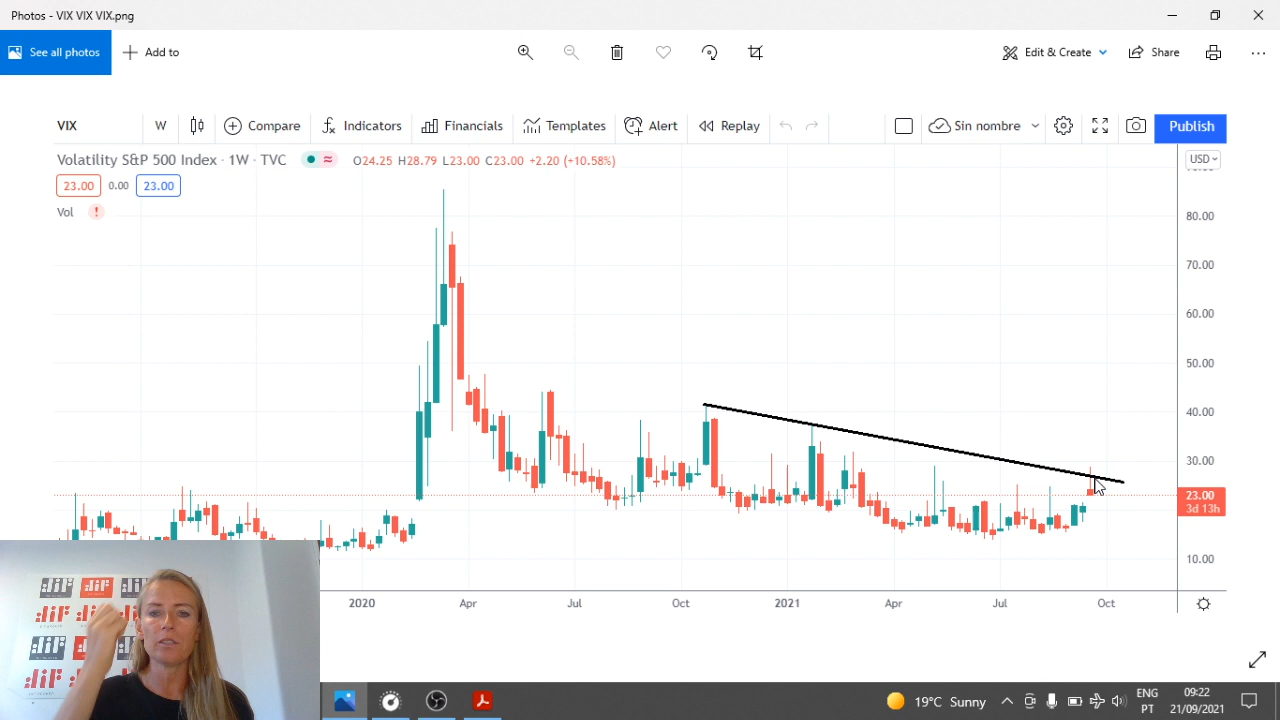 Photos - VIX VIX VIX.png
See all photos
Add to
Edit & Create
Share
VIX W Compare Indicators Financials Templates Alert Replay Sin nombre Publish
Volatility S&P 500 Index · 1W · TVC O24.25 H28.79 L23.00 C23.00 +2.20 (+10.58%)
USD
23.00 0.00 23.00
Vol !
80.00
70.00
60.00
50.00
40.00
30.00
23.00
3d 13h
10.00
2020 Apr Jul Oct 2021 Apr Jul Oct
dif
dif
dif
19°C Sunny
ENG
PT
09:22
21/09/2021